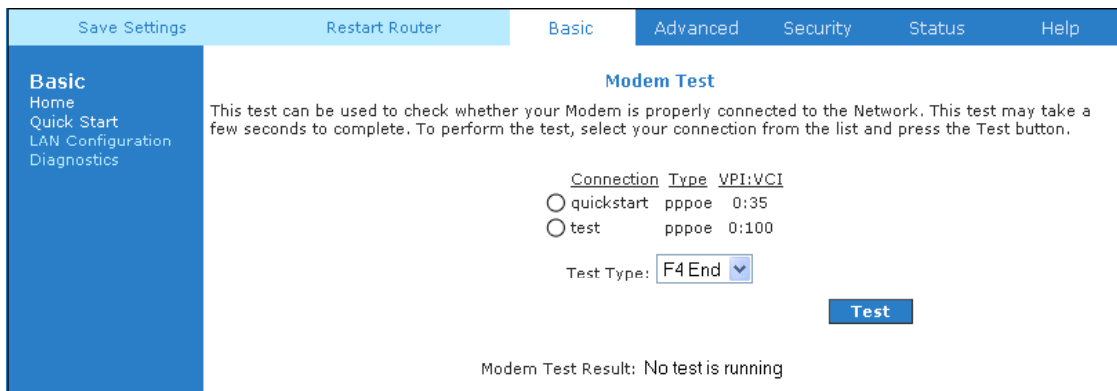 Save Settings Restart Router Basic Advanced Security Status Help
Basic
Home
Quick Start
LAN Configuration
Diagnostics
Modem Test
This test can be used to check whether your Modem is properly connected to the Network. This test may take a
few seconds to complete. To perform the test, select your connection from the list and press the Test button.
Connection Type VPI:VCI
quickstart pppoe 0:35
test pppoe 0:100
Test Type: F4 End
Test
Modem Test Result: No test is running